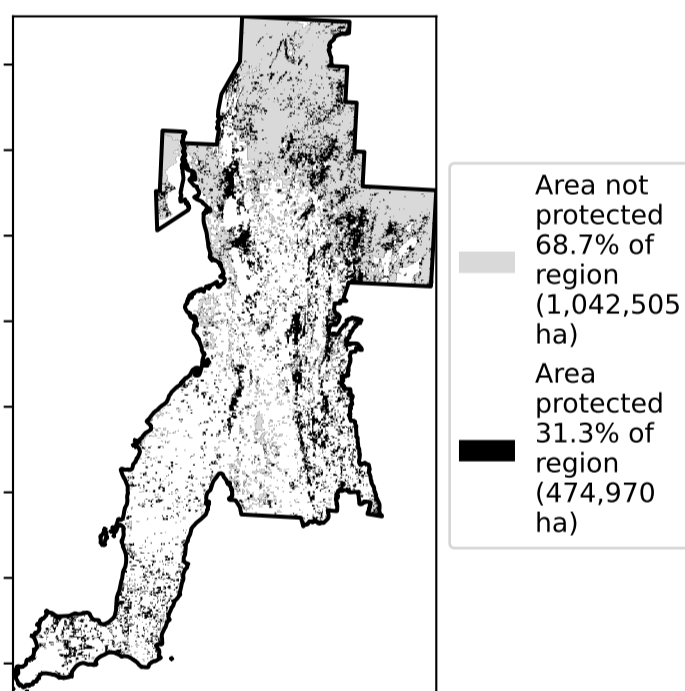 Area not
protected
68.7% of
region
(1,042,505
ha)
Area
protected
31.3% of
region
(474,970
ha)